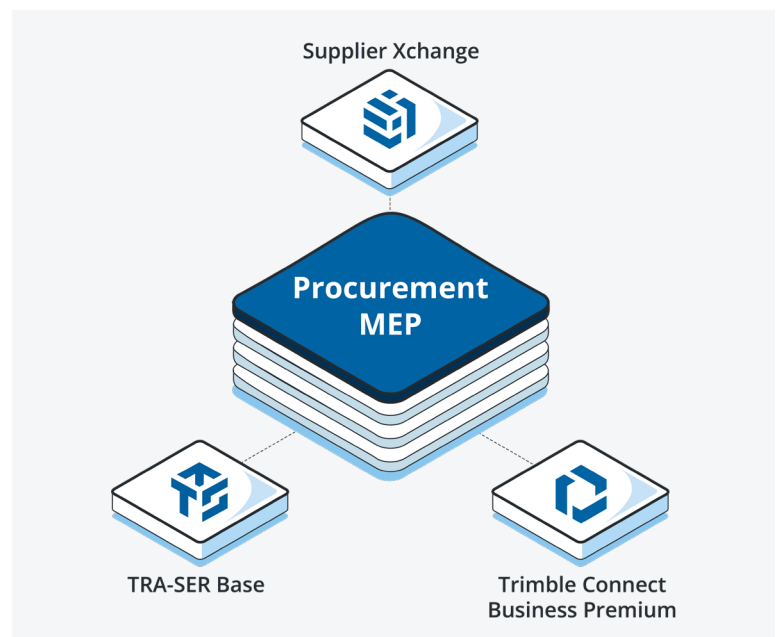 Supplier Xchange
Procurement
MEP
TRA-SER Base
Trimble Connect
Business Premium